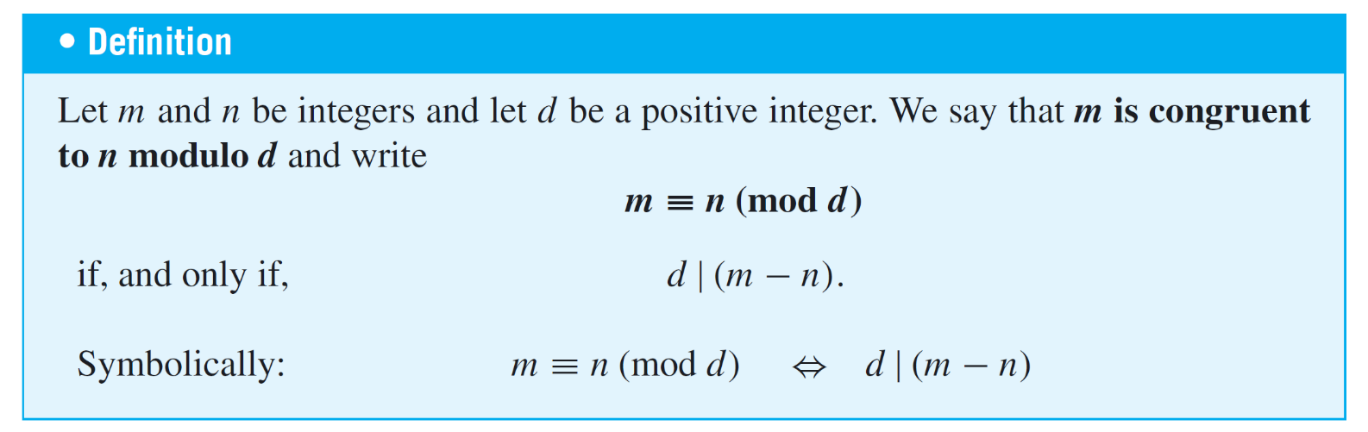 • Definition
Let m and n be integers and let d be a positive integer. We say that m is congruent
to n modulo d and write
m ≡ n (mod d)
if, and only if, d | (m − n).
Symbolically: m ≡ n (mod d) ⇔ d | (m − n)